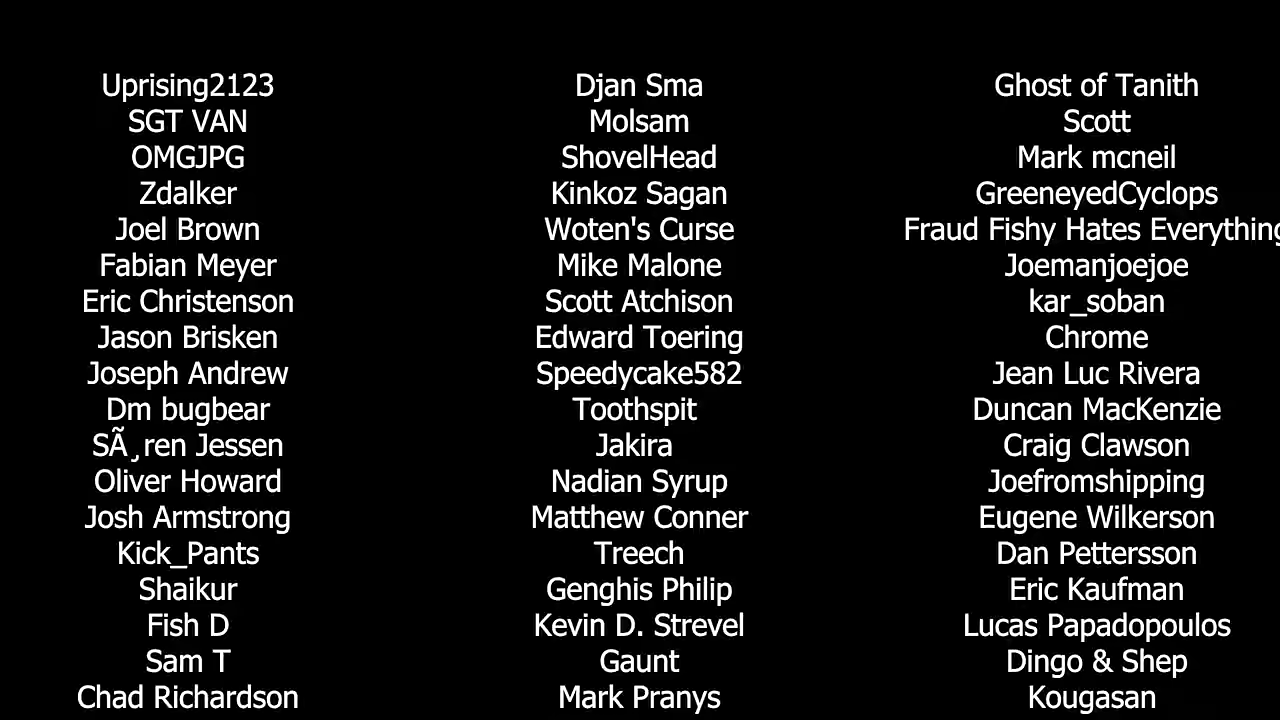 Uprising2123
SGT VAN
OMGJPG
Zdalker
Joel Brown
Fabian Meyer
Eric Christenson
Jason Brisken
Joseph Andrew
Dm bugbear
SÃ¸ren Jessen
Oliver Howard
Josh Armstrong
Kick_Pants
Shaikur
Fish D
Sam T
Chad Richardson
Djan Sma
Molsam
ShovelHead
Kinkoz Sagan
Woten's Curse
Mike Malone
Scott Atchison
Edward Toering
Speedycake582
Toothspit
Jakira
Nadian Syrup
Matthew Conner
Treech
Genghis Philip
Kevin D. Strevel
Gaunt
Mark Pranys
Ghost of Tanith
Scott
Mark mcneil
GreeneyedCyclops
Fraud Fishy Hates Everything
Joemanjoejoe
kar_soban
Chrome
Jean Luc Rivera
Duncan MacKenzie
Craig Clawson
Joefromshipping
Eugene Wilkerson
Dan Pettersson
Eric Kaufman
Lucas Papadopoulos
Dingo & Shep
Kougasan